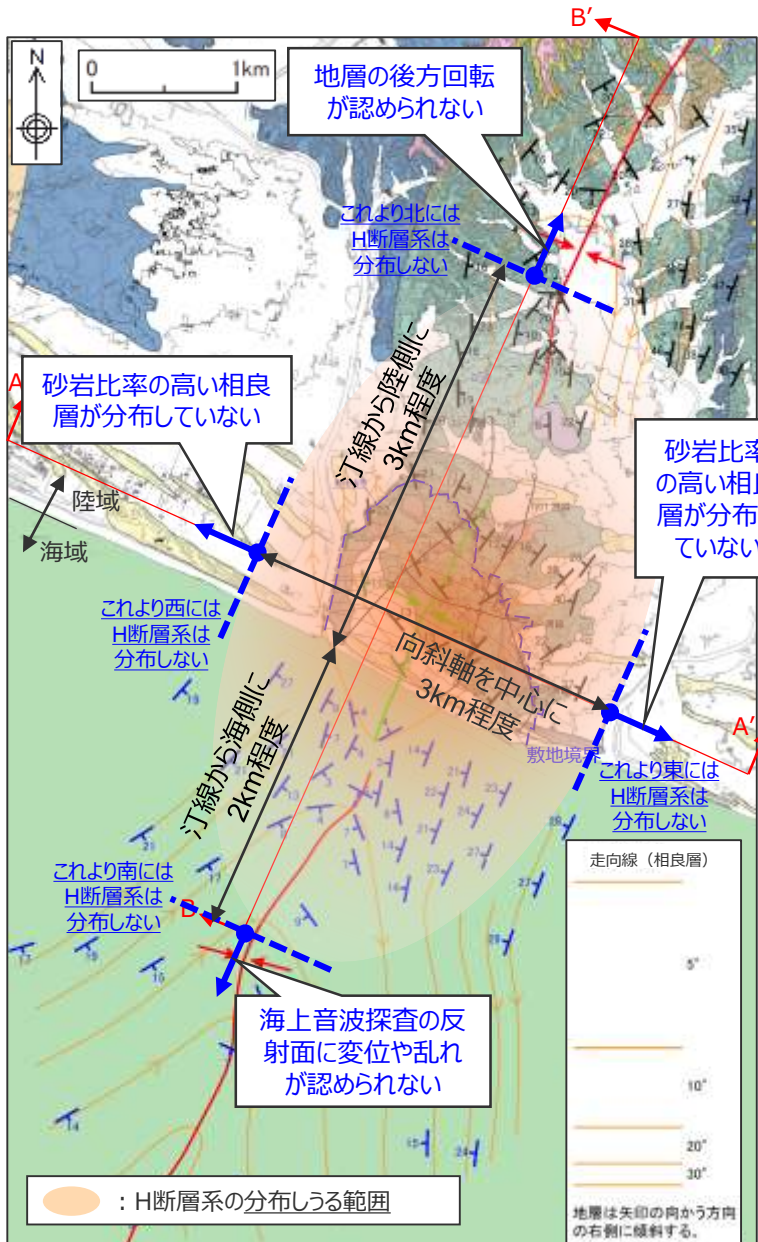 B′
N
0 1km
地層の後方回転
が認められない
これより北には
H断層系は
分布しない
汀線から陸側に
3km程度
A
砂岩比率の高い相良
層が分布していない
砂岩比率
の高い相良
層が分布
ていない
陸域
海域
これより西には
H断層系は
分布しない
向斜軸を中心に
3km程度
敷地境界
A′
これより東には
H断層系は
分布しない
汀線から海側に
2km程度
これより南には
H断層系は
分布しない
B
海上音波探査の反
射面に変位や乱れ
が認められない
走向線（相良層）
5°
10°
20°
30°
地層は矢印の向かう方向
の右側に傾斜する。
：H断層系の分布しうる範囲